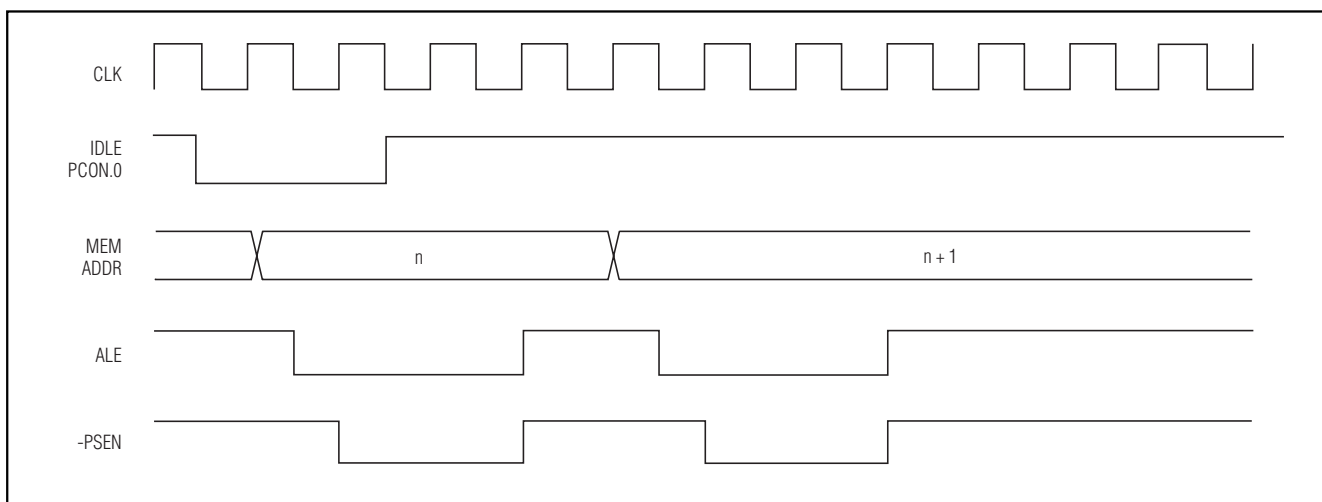 CLK
IDLE
PCON.0
MEM
ADDR
n
n + 1
ALE
-PSEN